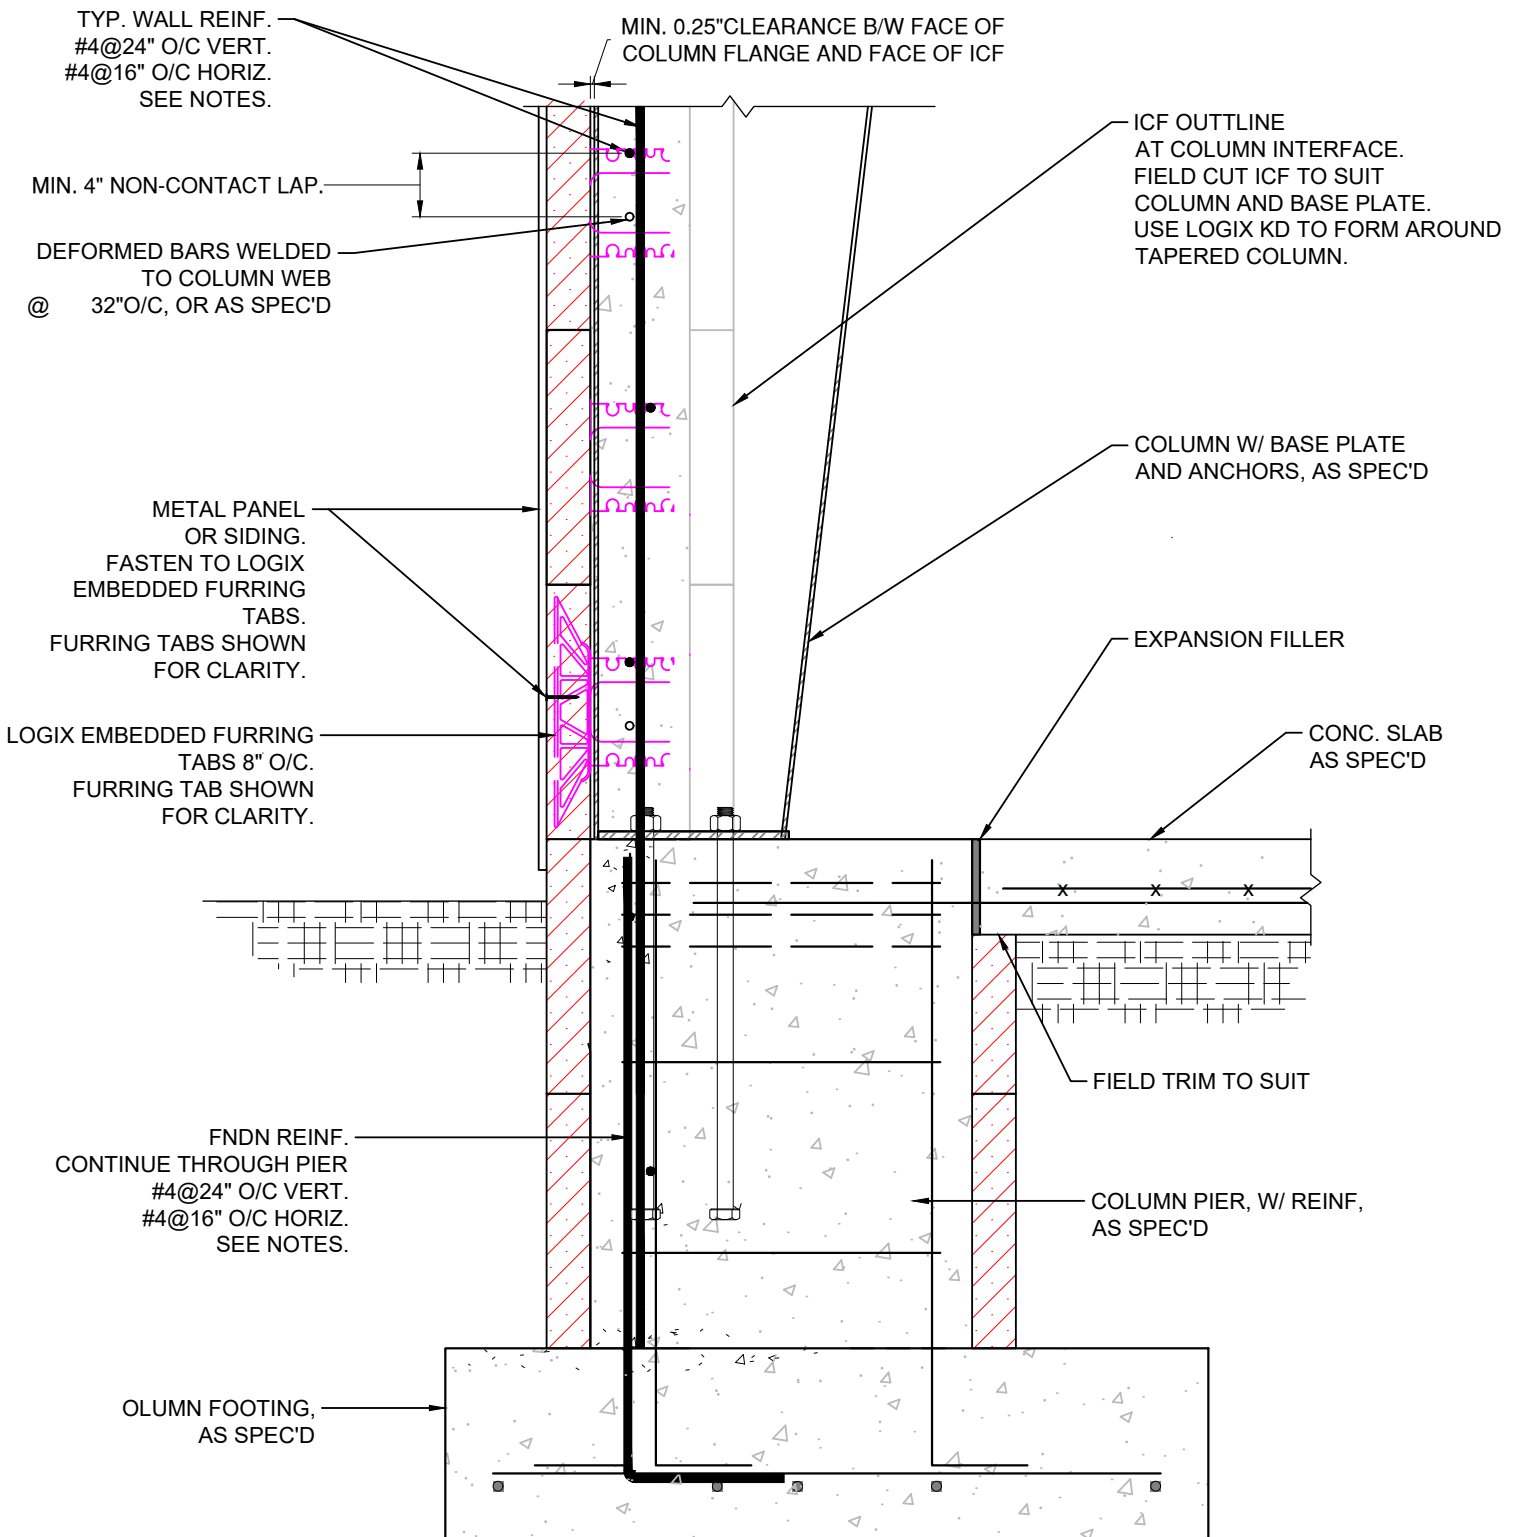 TYP. WALL REINF.
#4@24" O/C VERT.
#4@16" O/C HORIZ.
SEE NOTES.
MIN. 0.25"CLEARANCE B/W FACE OF
COLUMN FLANGE AND FACE OF ICF
ICF OUTTLINE
AT COLUMN INTERFACE.
FIELD CUT ICF TO SUIT
COLUMN AND BASE PLATE.
USE LOGIX KD TO FORM AROUND
TAPERED COLUMN.
MIN. 4" NON-CONTACT LAP.
DEFORMED BARS WELDED
TO COLUMN WEB
@ 32"O/C, OR AS SPEC'D
COLUMN W/ BASE PLATE
AND ANCHORS, AS SPEC'D
METAL PANEL
OR SIDING.
FASTEN TO LOGIX
EMBEDDED FURRING
TABS.
FURRING TABS SHOWN
FOR CLARITY.
EXPANSION FILLER
LOGIX EMBEDDED FURRING
TABS 8" O/C.
FURRING TAB SHOWN
FOR CLARITY.
CONC. SLAB
AS SPEC'D
X X X
FIELD TRIM TO SUIT
FNDN REINF.
CONTINUE THROUGH PIER
#4@24" O/C VERT.
#4@16" O/C HORIZ.
SEE NOTES.
COLUMN PIER, W/ REINF,
AS SPEC'D
OLUMN FOOTING,
AS SPEC'D